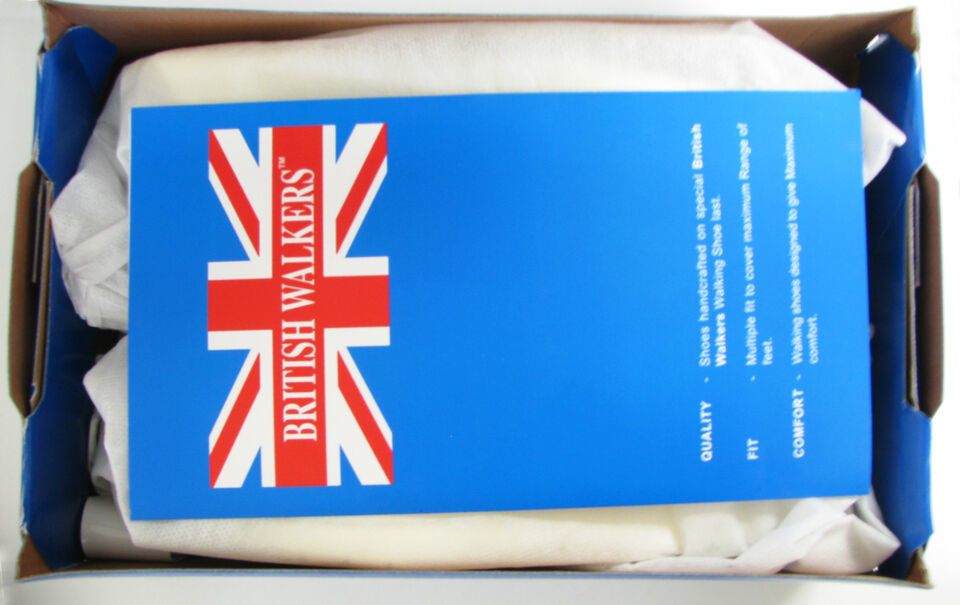 BRITISH WALKERS™
QUALITY - Shoes handcrafted on special British
Walkers Walking Shoe last.
FIT - Multiple fit to cover maximum Range of
feet.
COMFORT - Walking shoes designed to give Maximum
comfort.